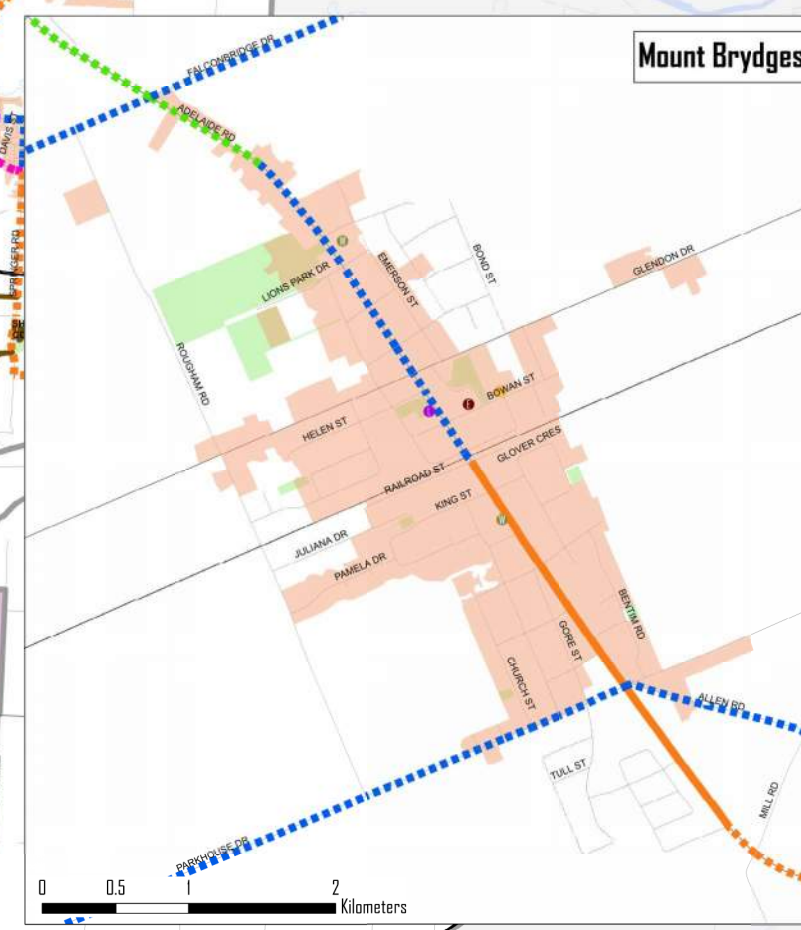 Mount Brydges
FALCONBRIDGE DR
ADELAIDE RD
DAVIS ST
LIONS PARK DR
EMERSON ST
BOND ST
GLENDON DR
ROUGHAM RD
BOWAN ST
HELEN ST
GLOVER CRES
RAILROAD ST
KING ST
JULIANA DR
PAMELA DR
BENTIM RD
GORE ST
CHURCH ST
ALLEN RD
TULL ST
MILL RD
PARKHOUSE DR
0 0.5 1 2
Kilometers